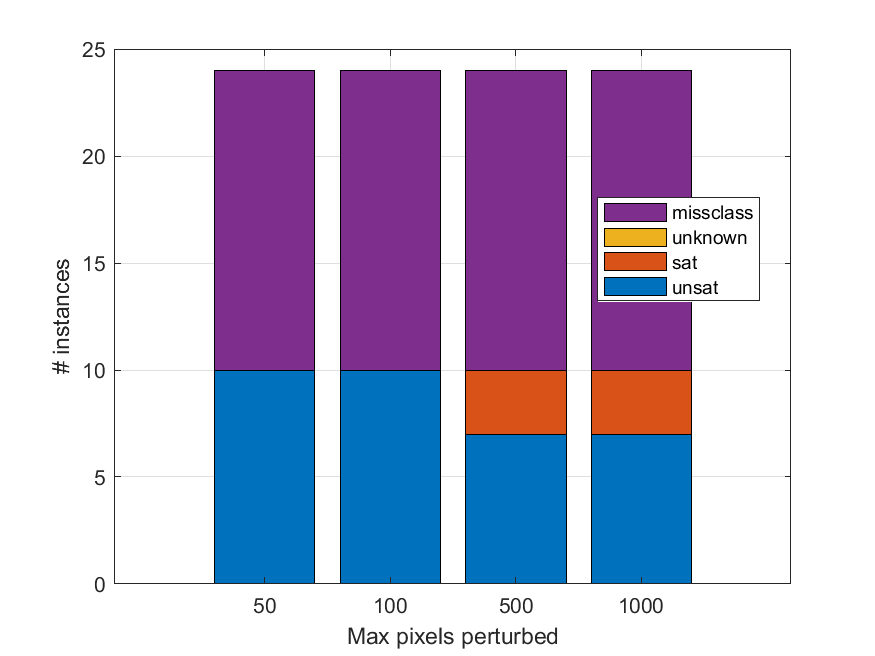 25
20
15
10
5
0
# instances
missclass
unknown
sat
unsat
50 100 500 1000
Max pixels perturbed